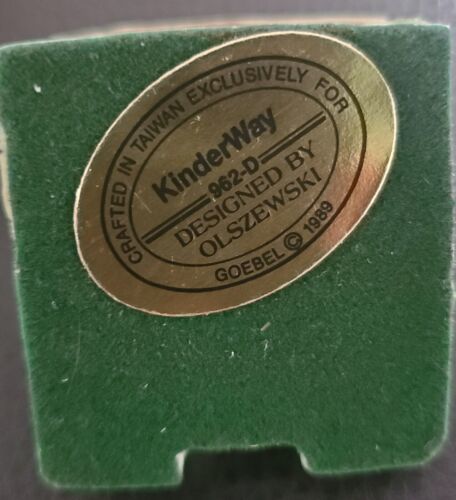 CRAFTED IN TAIWAN EXCLUSIVELY FOR
KinderWay
962-D
DESIGNED BY
OLSZEWSKI
GOEBEL © 1989